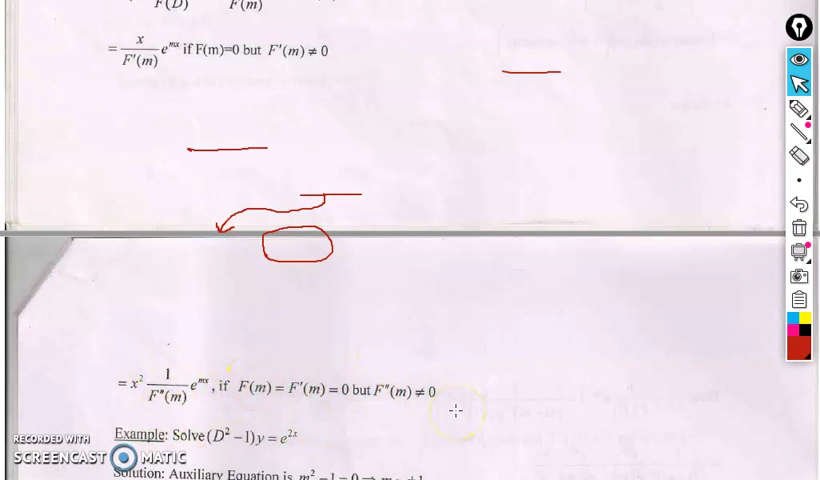 F(D) F(m)
= x/F'(m) e^{mx} if F(m)=0 but F'(m) ≠ 0
= x² 1/F"(m) e^{mx}, if F(m) = F'(m) = 0 but F"(m) ≠ 0
Example: Solve (D² −1)y = e^{2x}
RECORDED WITH
SCREENCAST MATIC
Solution: Auxiliary Equation is m² −1=0 ⇒ m